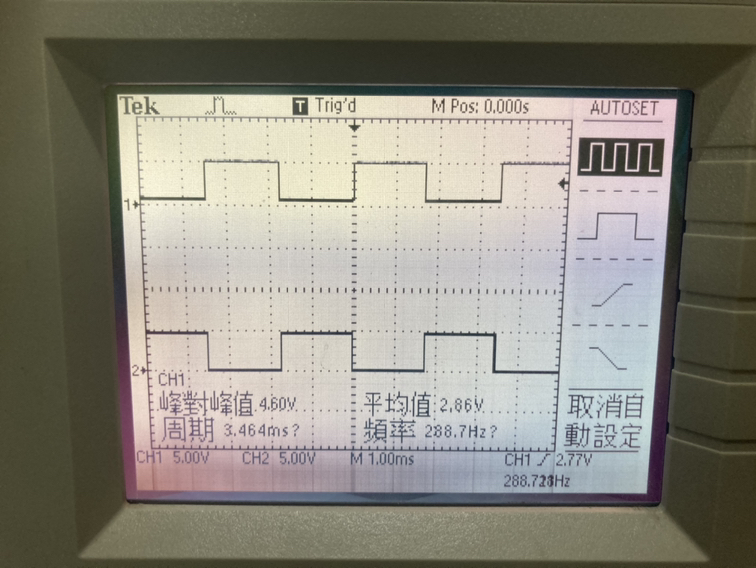 Tek T Trig'd M Pos: 0.000s AUTOSET
1
2
CH1
峰對峰值 4.60V 平均值 2.86V
周期 3.464ms? 頻率 288.7Hz?
取消自
動設定
CH1 5.00V CH2 5.00V M 1.00ms CH1 2.77V